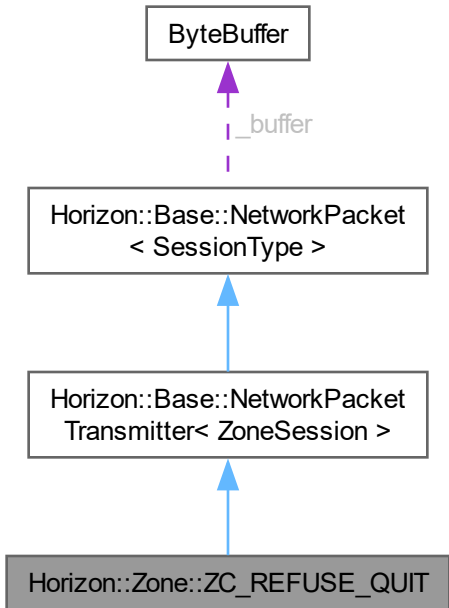 ByteBuffer
_buffer
Horizon::Base::NetworkPacket
< SessionType >
Horizon::Base::NetworkPacket
Transmitter< ZoneSession >
Horizon::Zone::ZC_REFUSE_QUIT